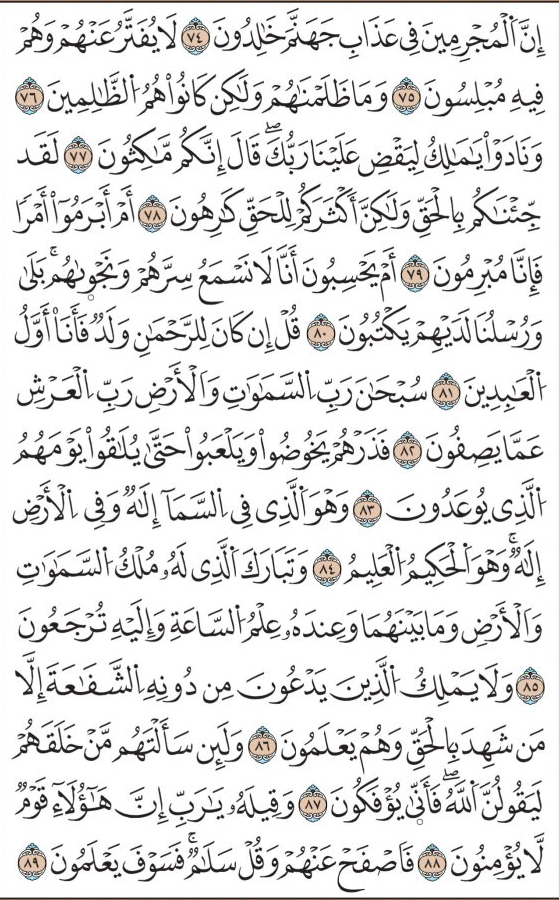 إِنَّ ٱلْمُجْرِمِينَ فِي عَذَابِ جَهَنَّمَ خَٰلِدُونَ ٧٤ لَا يُفَتَّرُ عَنْهُمْ وَهُمْ
فِيهِ مُبْلِسُونَ ٧٥ وَمَا ظَلَمْنَٰهُمْ وَلَٰكِن كَانُوا۟ هُمُ ٱلظَّٰلِمِينَ ٧٦
وَنَادَوْا۟ يَٰمَٰلِكُ لِيَقْضِ عَلَيْنَا رَبُّكَۖ قَالَ إِنَّكُم مَّٰكِثُونَ ٧٧ لَقَد
جِّئْنَٰكُم بِٱلْحَقِّ وَلَٰكِنَّ أَكْثَرَكُمْ لِلْحَقِّ كَٰرِهُونَ ٧٨ أَمْ أَبْرَمُوٓا۟ أَمْرًا
فَإِنَّا مُبْرِمُونَ ٧٩ أَمْ يَحْسِبُونَ أَنَّا لَا نَسْمَعُ سِرَّهُمْ وَنَجْوَىٰهُمۚ بَلَىٰ
وَرُسْلُنَا لَدَيْهِمْ يَكْتُبُونَ ٨٠ قُلْ إِن كَانَ لِلرَّحْمَٰنِ وَلَدٌ فَأَنَا۠ أَوَّلُ
ٱلْعَٰبِدِينَ ٨١ سُبْحَٰنَ رَبِّ ٱلسَّمَٰوَٰتِ وَٱلْأَرْضِ رَبِّ ٱلْعَرْشِ
عَمَّا يَصِفُونَ ٨٢ فَذَرْهُمْ يَخُوضُوا۟ وَيَلْعَبُوا۟ حَتَّىٰ يُلَٰقُوا۟ يَوْمَهُمُ
ٱلَّذِي يُوعَدُونَ ٨٣ وَهْوَ ٱلَّذِي فِي ٱلسَّمَآ إِلَٰهٌ وَفِي ٱلْأَرْضِ
إِلَٰهٌۚ وَهْوَ ٱلْحَكِيمُ ٱلْعَلِيمُ ٨٤ وَتَبَٰرَكَ ٱلَّذِي لَهُۥ مُلْكُ ٱلسَّمَٰوَٰتِ
وَٱلْأَرْضِ وَمَا بَيْنَهُمَا وَعِندَهُۥ عِلْمُ ٱلسَّاعَةِ وَإِلَيْهِ تُرْجَعُونَ
٨٥ وَلَا يَمْلِكُ ٱلَّذِينَ يَدْعُونَ مِن دُونِهِ ٱلشَّفَٰعَةَ إِلَّا
مَن شَهِدَ بِٱلْحَقِّ وَهُمْ يَعْلَمُونَ ٨٦ وَلَئِن سَأَلْتَهُم مَّنْ خَلَقَهُمْ
لَيَقُولُنَّ ٱللَّهُۖ فَأَنَّىٰ يُؤْفَكُونَ ٨٧ وَقِيلَهُۥ يَٰرَبِّ إِنَّ هَٰٓؤُلَآءِ قَوْمٌ
لَّا يُؤْمِنُونَ ٨٨ فَٱصْفَحْ عَنْهُمْ وَقُلْ سَلَٰمٌۚ فَسَوْفَ يَعْلَمُونَ ٨٩